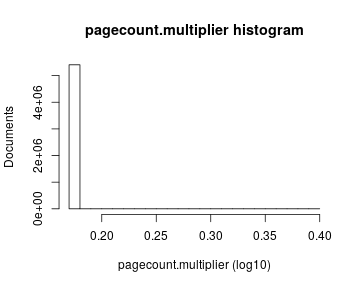 pagecount.multiplier histogram
Documents
4e+06
2e+06
0e+00
0.20 0.25 0.30 0.35 0.40
pagecount.multiplier (log10)